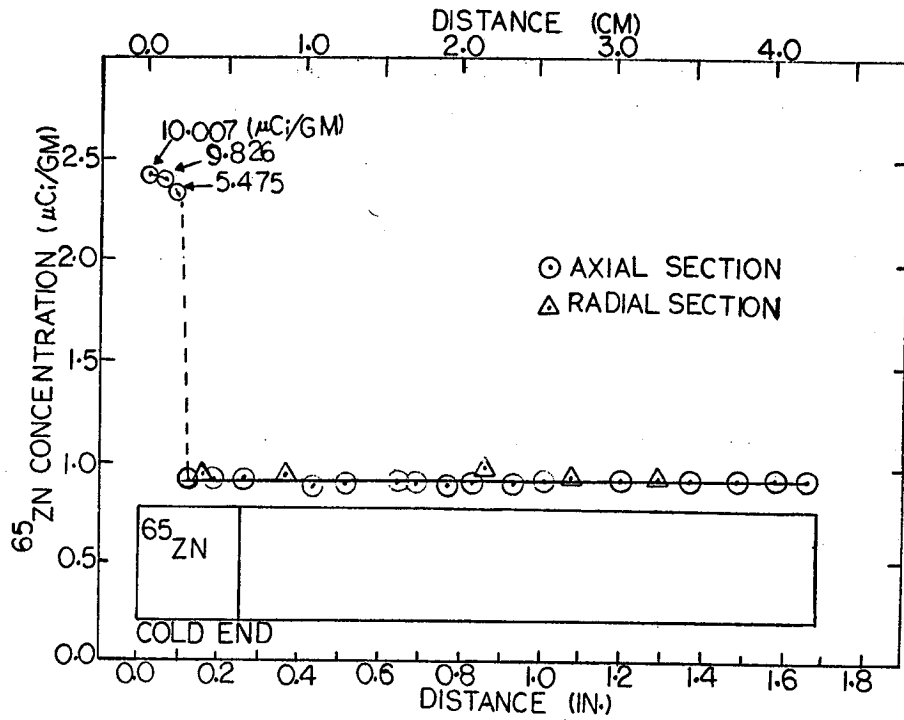 DISTANCE (CM)
0.0 1.0 2.0 3.0 4.0
10.007 (μCi/GM)
9.826
5.475
2.5
2.0
1.5
1.0
0.5
0.0
65ZN CONCENTRATION (μCi/GM)
⊙ AXIAL SECTION
△ RADIAL SECTION
65ZN
COLD END
0.0 0.2 0.4 0.6 0.8 1.0 1.2 1.4 1.6 1.8
DISTANCE (IN.)